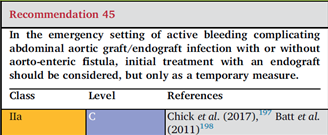 Recommendation 45
In the emergency setting of active bleeding complicating
abdominal aortic graft/endograft infection with or without
aorto-enteric fistula, initial treatment with an endograft
should be considered, but only as a temporary measure.
Class Level References
IIa C Chick et al. (2017),197 Batt et al.
(2011)198